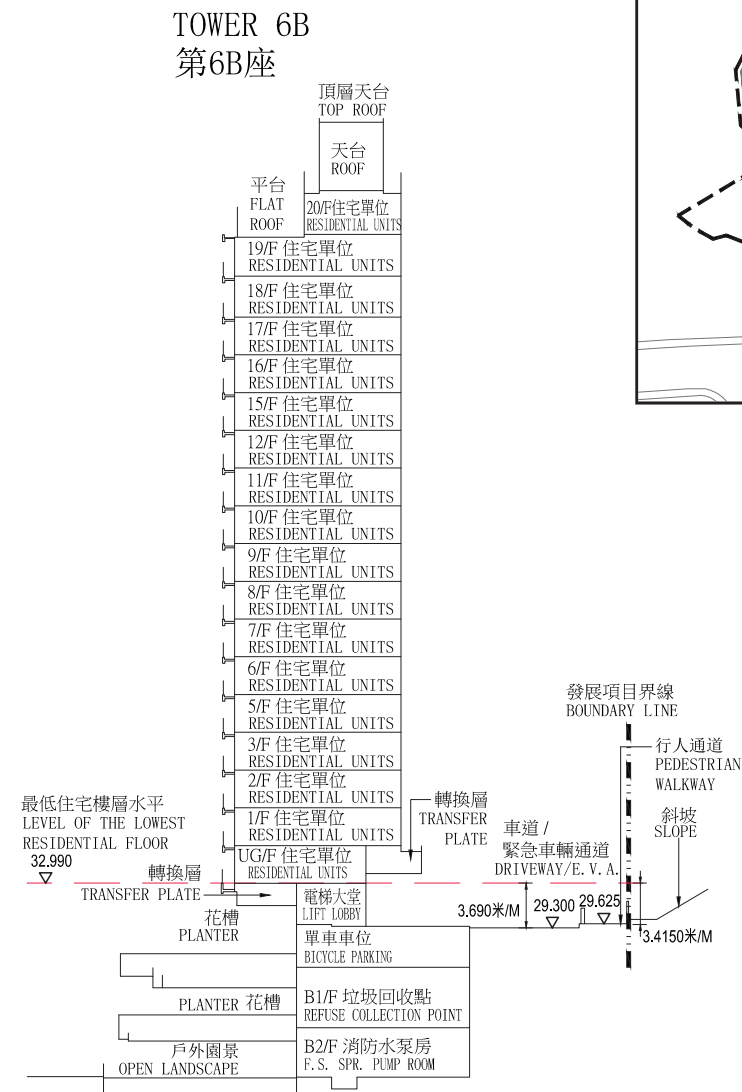 TOWER 6B
第6B座
頂層天台
TOP ROOF
天台
ROOF
平台
FLAT
ROOF
20/F住宅單位
RESIDENTIAL UNITS
19/F 住宅單位
RESIDENTIAL UNITS
18/F 住宅單位
RESIDENTIAL UNITS
17/F 住宅單位
RESIDENTIAL UNITS
16/F 住宅單位
RESIDENTIAL UNITS
15/F 住宅單位
RESIDENTIAL UNITS
12/F 住宅單位
RESIDENTIAL UNITS
11/F 住宅單位
RESIDENTIAL UNITS
10/F 住宅單位
RESIDENTIAL UNITS
9/F 住宅單位
RESIDENTIAL UNITS
8/F 住宅單位
RESIDENTIAL UNITS
7/F 住宅單位
RESIDENTIAL UNITS
6/F 住宅單位
RESIDENTIAL UNITS
5/F 住宅單位
RESIDENTIAL UNITS
3/F 住宅單位
RESIDENTIAL UNITS
2/F 住宅單位
RESIDENTIAL UNITS
1/F 住宅單位
RESIDENTIAL UNITS
UG/F 住宅單位
RESIDENTIAL UNITS
發展項目界線
BOUNDARY LINE
行人通道
PEDESTRIAN
WALKWAY
斜坡
SLOPE
轉換層
TRANSFER
PLATE
車道 /
緊急車輛通道
DRIVEWAY/E.V.A.
最低住宅樓層水平
LEVEL OF THE LOWEST
RESIDENTIAL FLOOR
32.990
轉換層
TRANSFER PLATE
電梯大堂
LIFT LOBBY
3.690米/M
29.300
29.625
3.4150米/M
花槽
PLANTER
單車車位
BICYCLE PARKING
PLANTER 花槽
B1/F 垃圾回收點
REFUSE COLLECTION POINT
戶外園景
OPEN LANDSCAPE
B2/F 消防水泵房
F.S. SPR. PUMP ROOM